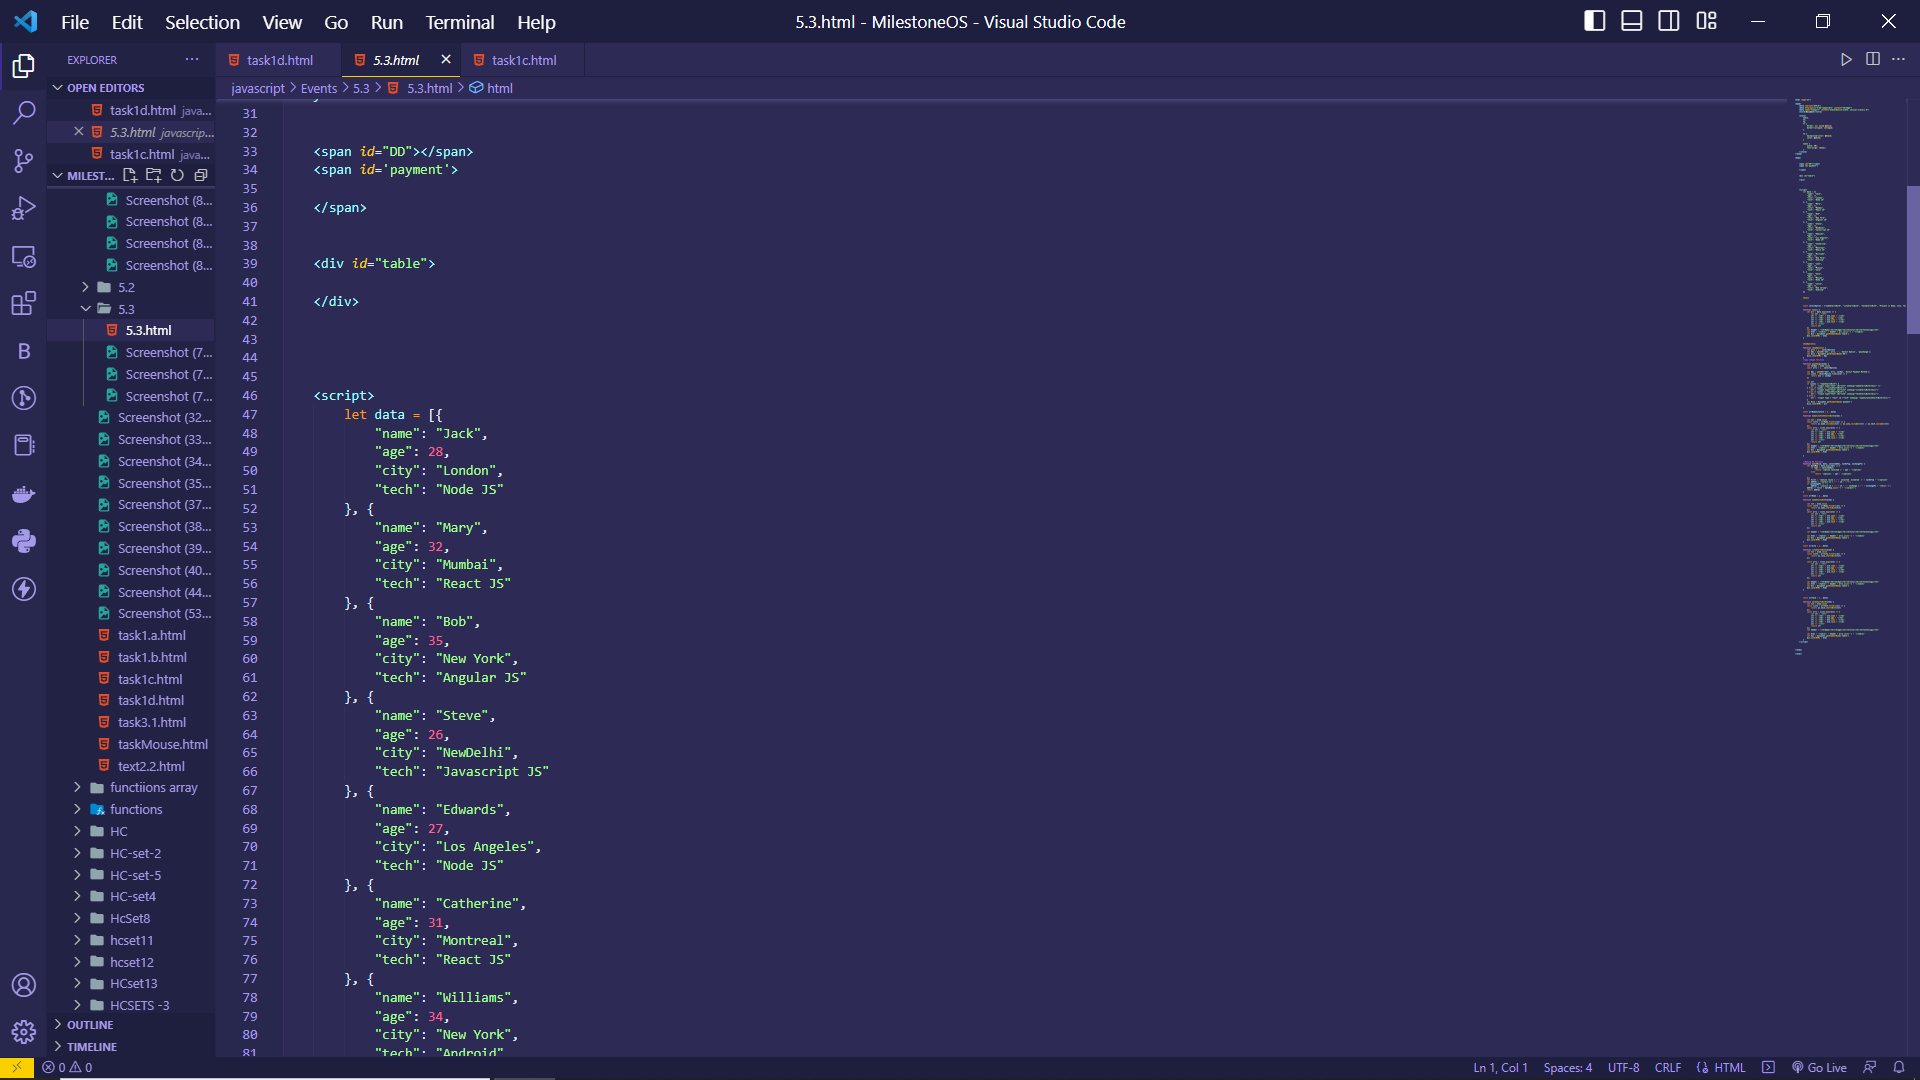 File Edit Selection View Go Run Terminal Help
5.3.html - MilestoneOS - Visual Studio Code
EXPLORER
OPEN EDITORS
task1d.html java...
5.3.html javascrip...
task1c.html java...
MILEST...
Screenshot (8...
Screenshot (8...
Screenshot (8...
Screenshot (8...
5.2
5.3
5.3.html
Screenshot (7...
Screenshot (7...
Screenshot (7...
Screenshot (32...
Screenshot (33...
Screenshot (34...
Screenshot (35...
Screenshot (37...
Screenshot (38...
Screenshot (39...
Screenshot (40...
Screenshot (44...
Screenshot (53...
task1.a.html
task1.b.html
task1c.html
task1d.html
task3.1.html
taskMouse.html
text2.2.html
functiions array
functions
HC
HC-set-2
HC-set-5
HC-set4
HcSet8
hcset11
hcset12
HCset13
HCSETS -3
OUTLINE
TIMELINE
task1d.html 5.3.html task1c.html
javascript > Events > 5.3 > 5.3.html > html
31
32
33 <span id="DD"></span>
34 <span id='payment'>
35
36 </span>
37
38
39 <div id="table">
40
41 </div>
42
43
44
45
46 <script>
47 let data = [{
48 "name": "Jack",
49 "age": 28,
50 "city": "London",
51 "tech": "Node JS"
52 }, {
53 "name": "Mary",
54 "age": 32,
55 "city": "Mumbai",
56 "tech": "React JS"
57 }, {
58 "name": "Bob",
59 "age": 35,
60 "city": "New York",
61 "tech": "Angular JS"
62 }, {
63 "name": "Steve",
64 "age": 26,
65 "city": "NewDelhi",
66 "tech": "Javascript JS"
67 }, {
68 "name": "Edwards",
69 "age": 27,
70 "city": "Los Angeles",
71 "tech": "Node JS"
72 }, {
73 "name": "Catherine",
74 "age": 31,
75 "city": "Montreal",
76 "tech": "React JS"
77 }, {
78 "name": "Williams",
79 "age": 34,
80 "city": "New York",
81 "tech": "Android"
0 0
Ln 1, Col 1 Spaces: 4 UTF-8 CRLF HTML Go Live